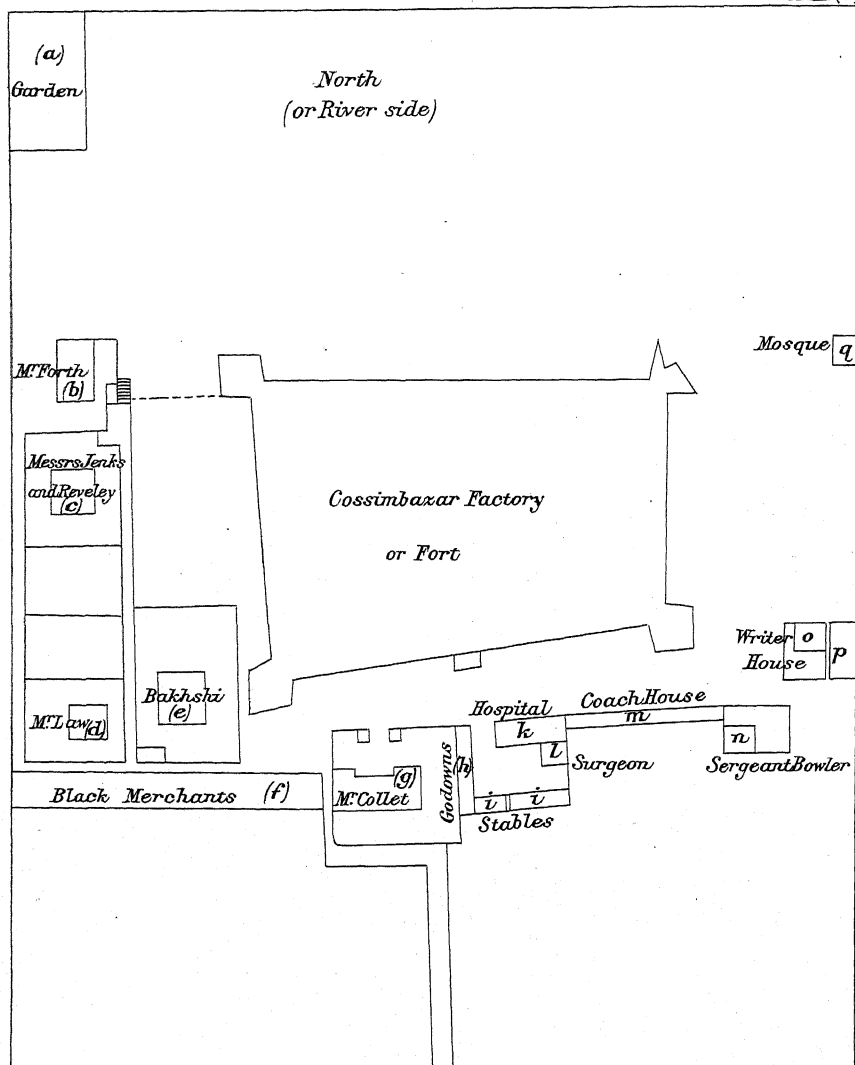 (a)
Garden
North
(or River side)
Mosque q
Mr. Forth
(b)
Messrs Jenks
and Reveley
(c)
Cossimbazar Factory
or Fort
Writer o
House
p
Bakhshi
(e)
Mr. Law (d)
Hospital
k
Coach House
m
l
Surgeon
n
Sergeant Bowler
Godowns (h)
(g)
Mr. Collet
i i
Stables
Black Merchants (f)